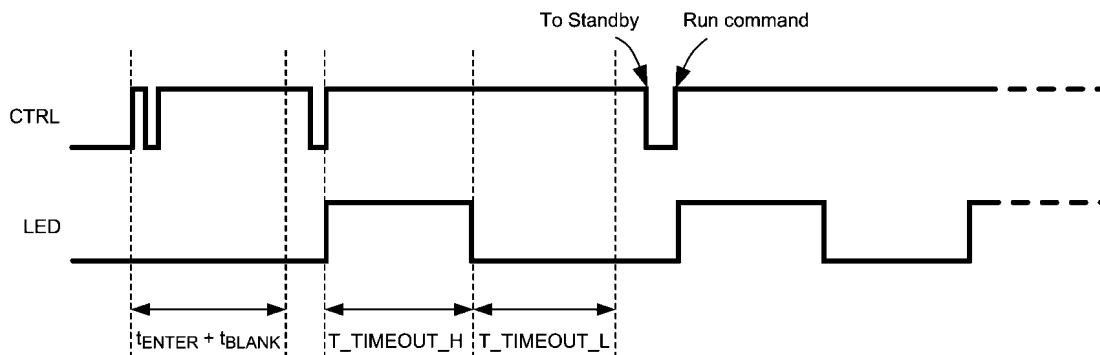 To Standby
Run command
CTRL
LED
tENTER + tBLANK
T_TIMEOUT_H
T_TIMEOUT_L